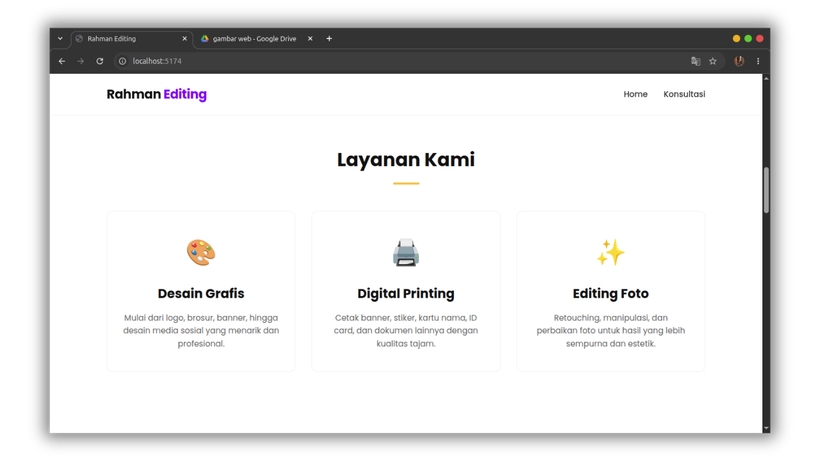 Rahman Editing
gambar web - Google Drive
localhost:5174
Rahman Editing
Home
Konsultasi
Layanan Kami
Desain Grafis
Mulai dari logo, brosur, banner, hingga
desain media sosial yang menarik dan
profesional.
Digital Printing
Cetak banner, stiker, kartu nama, ID
card, dan dokumen lainnya dengan
kualitas tajam.
Editing Foto
Retouching, manipulasi, dan
perbaikan foto untuk hasil yang lebih
sempurna dan estetik.